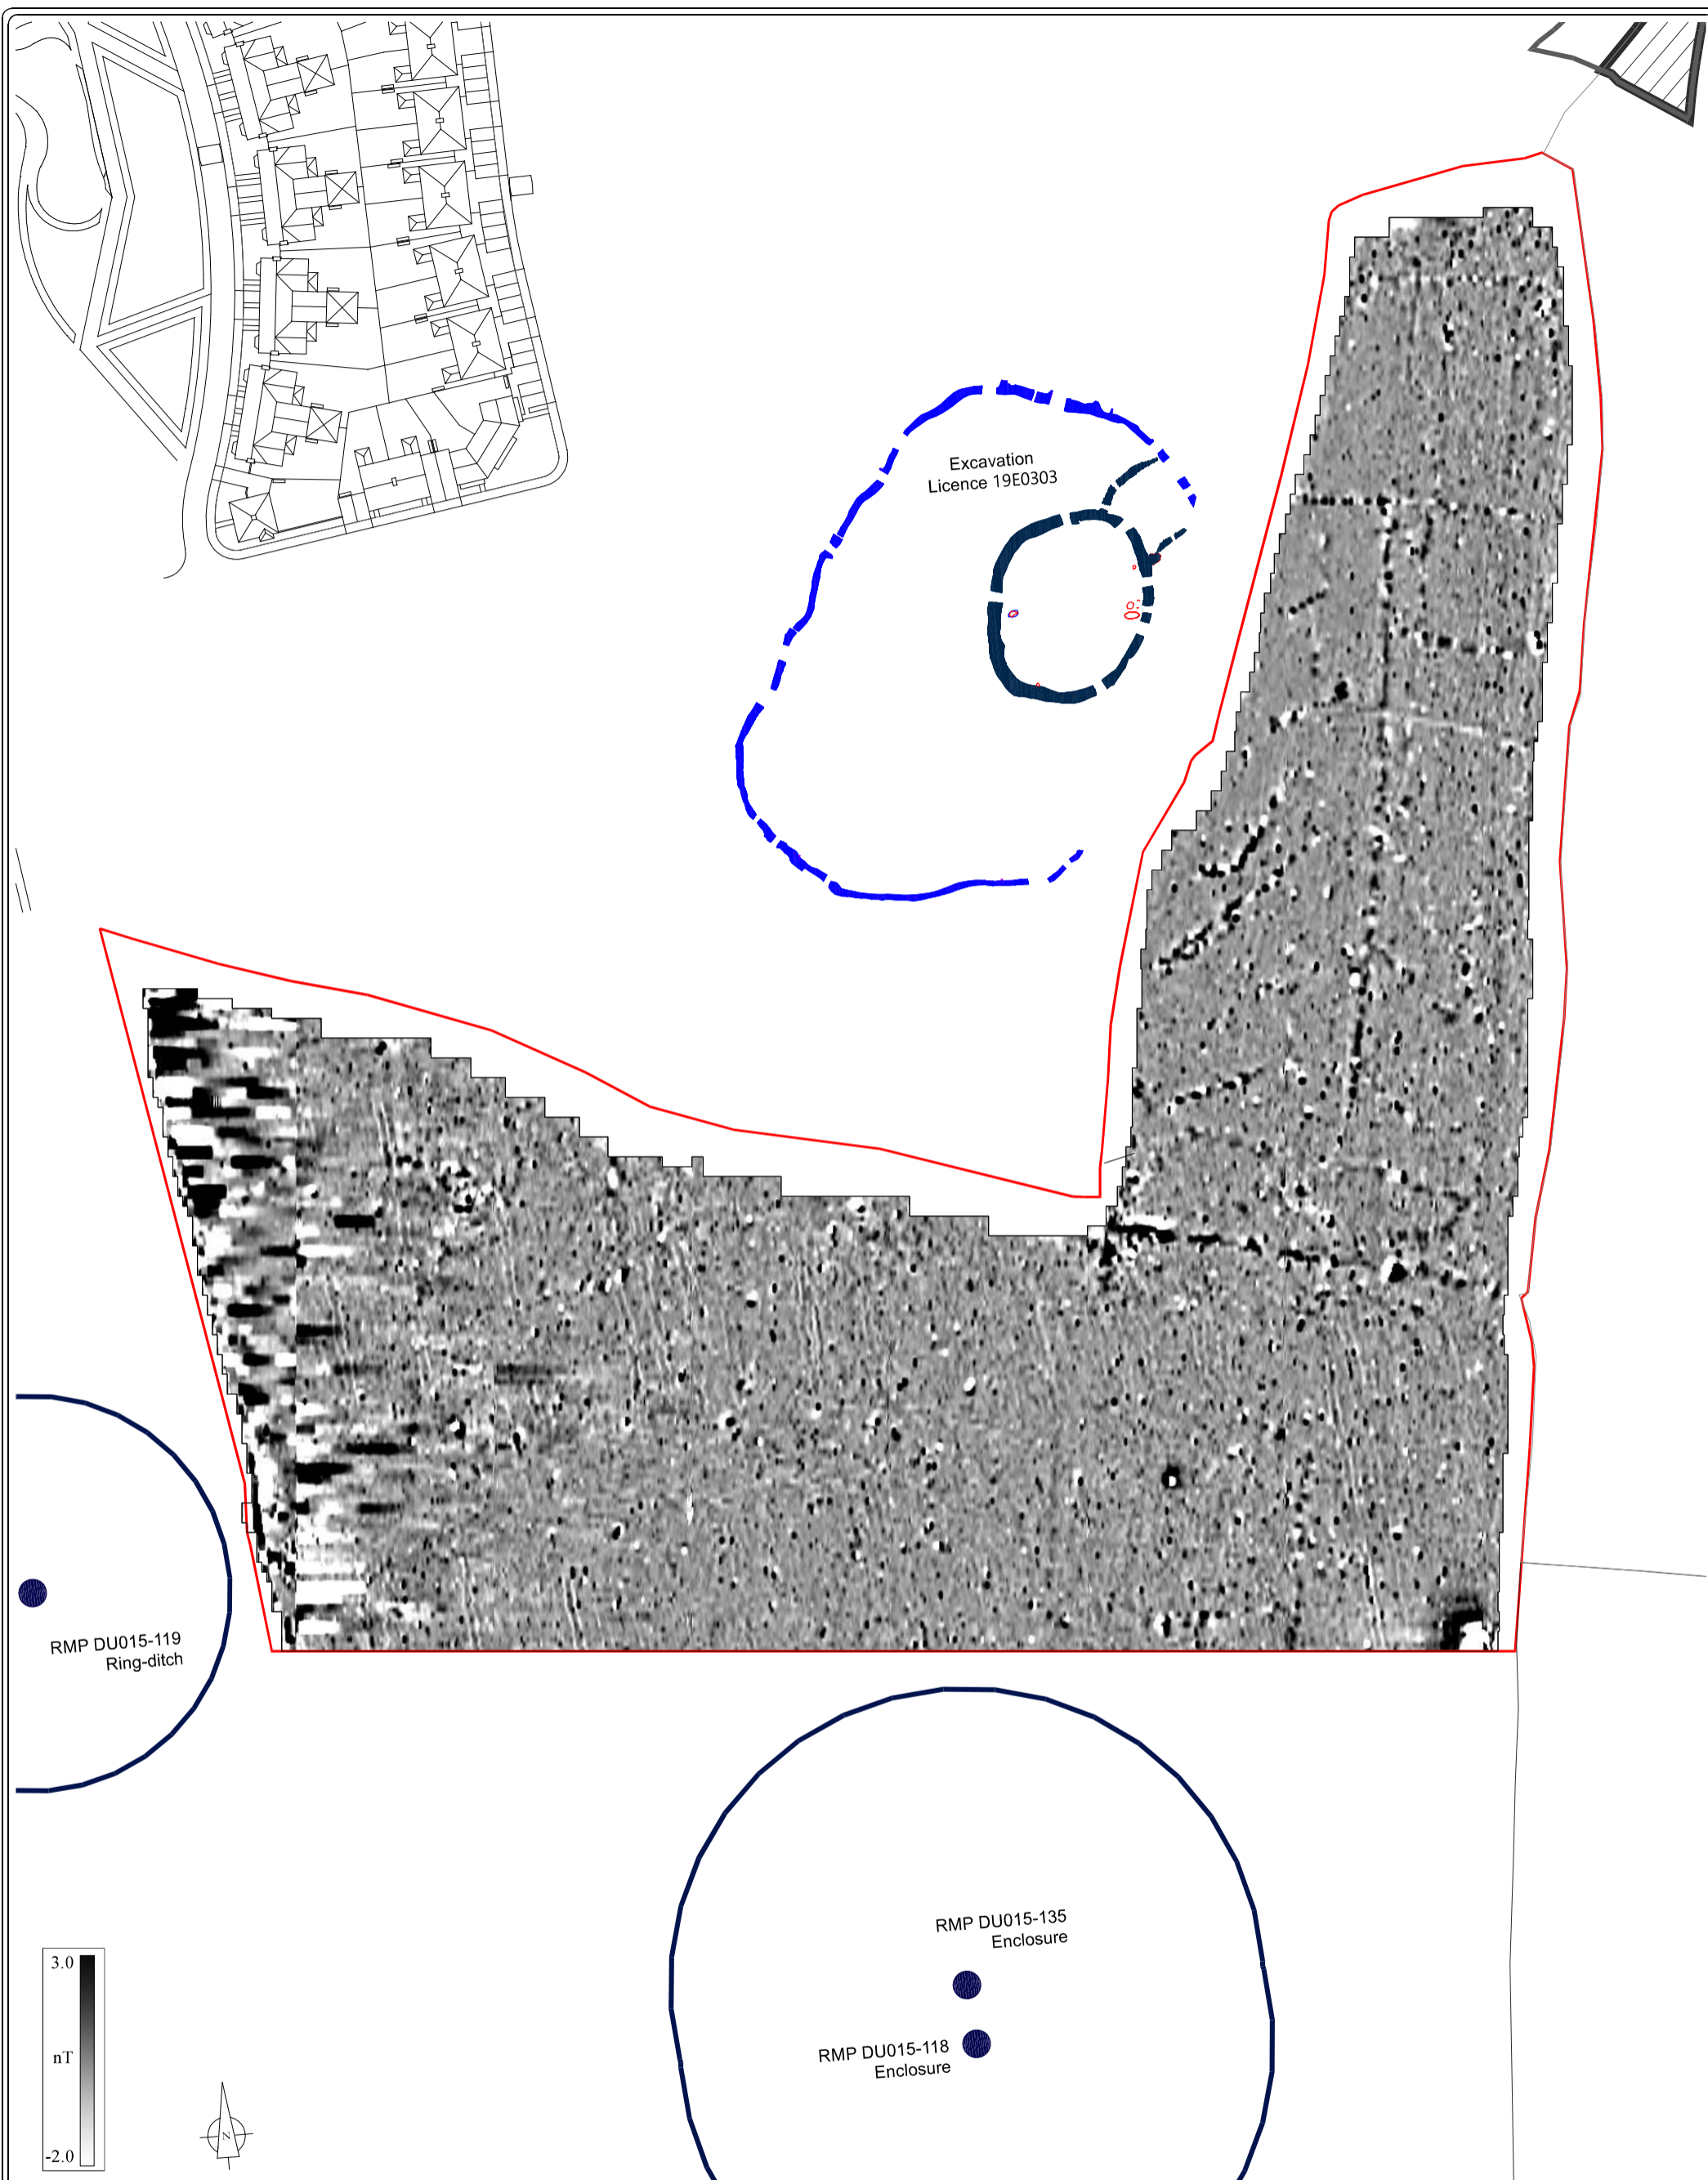 Excavation
Licence 19E0303
RMP DU015-119
Ring-ditch
RMP DU015-135
Enclosure
RMP DU015-118
Enclosure
3.0
nT
-2.0
N